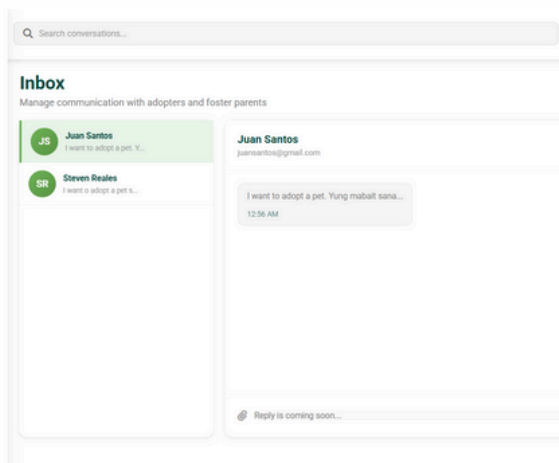 Search conversations...
Inbox
Manage communication with adopters and foster parents
JS
Juan Santos
I want to adopt a pet. Y...
SR
Steven Reales
I want o adopt a pet s...
Juan Santos
juansantos@gmail.com
I want to adopt a pet. Yung mabait sana...
12:56 AM
Reply is coming soon...